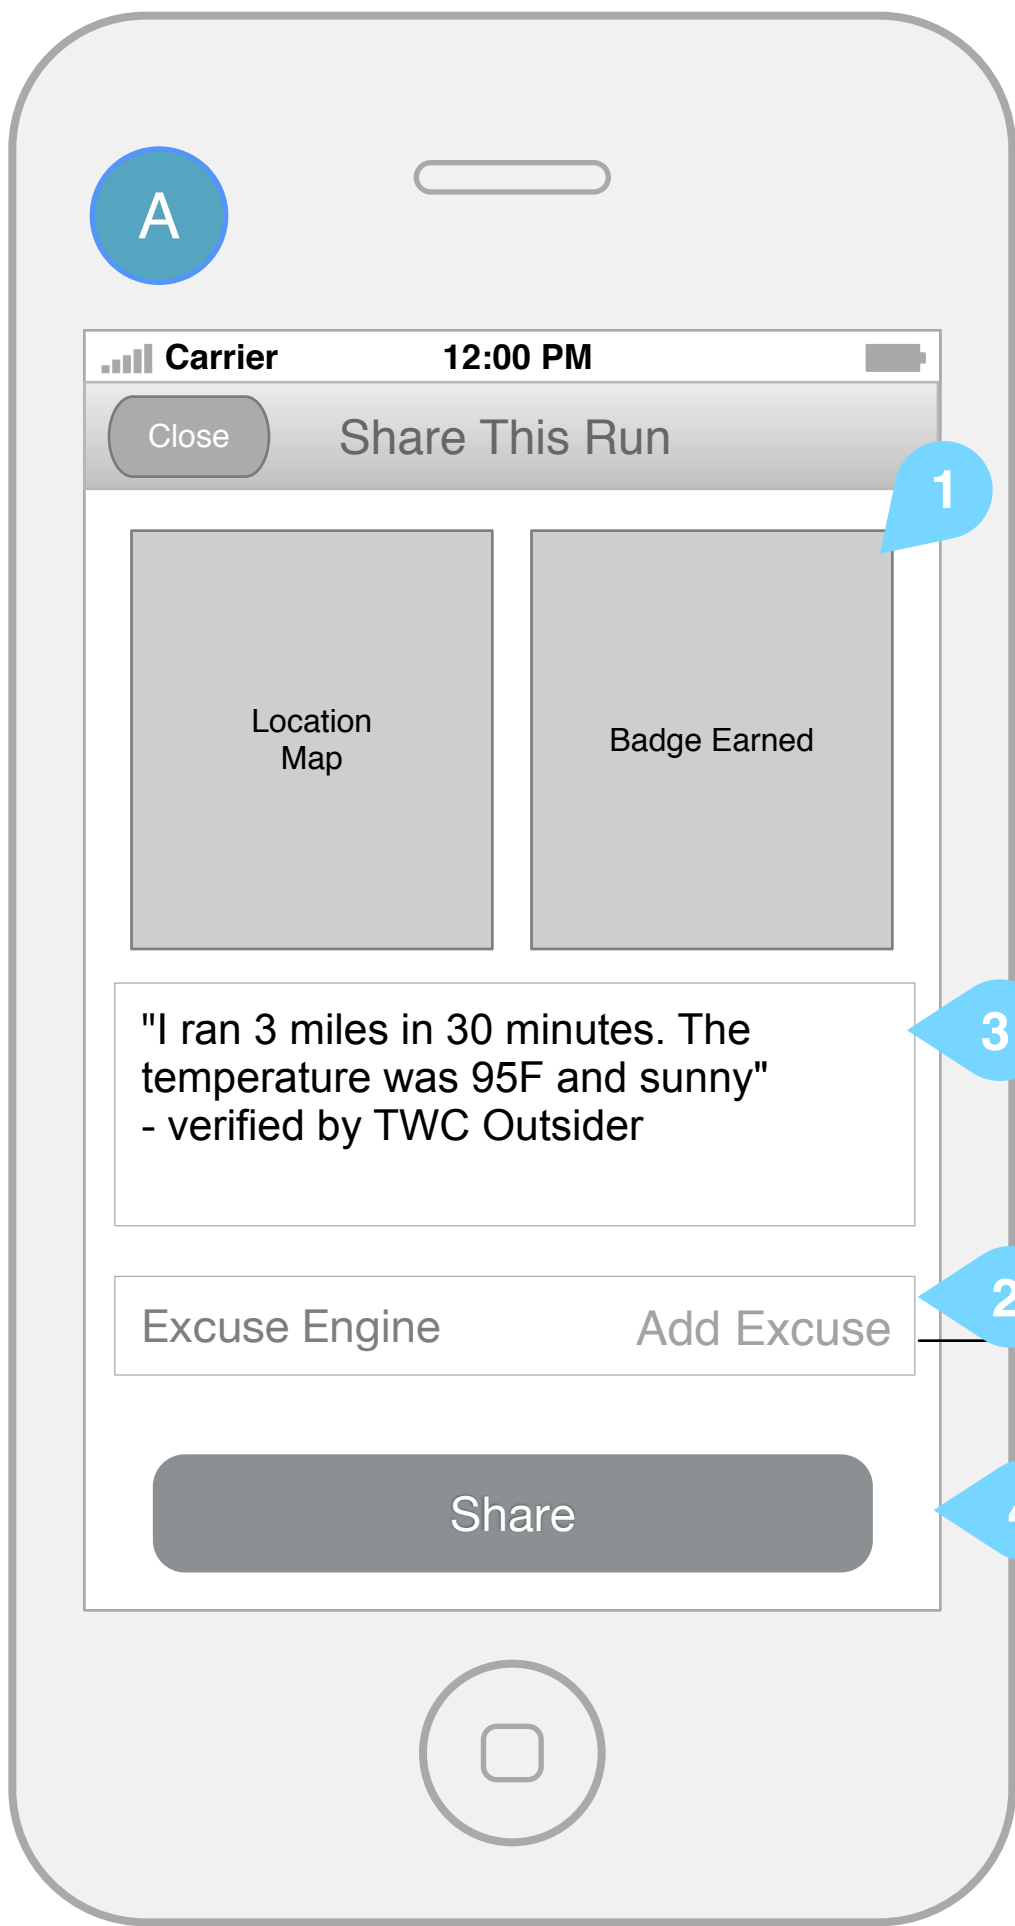 A
Carrier 12:00 PM
Close Share This Run
1
Location
Map
Badge Earned
"I ran 3 miles in 30 minutes. The
temperature was 95F and sunny"
- verified by TWC Outsider
3
Excuse Engine Add Excuse
2
Share
4